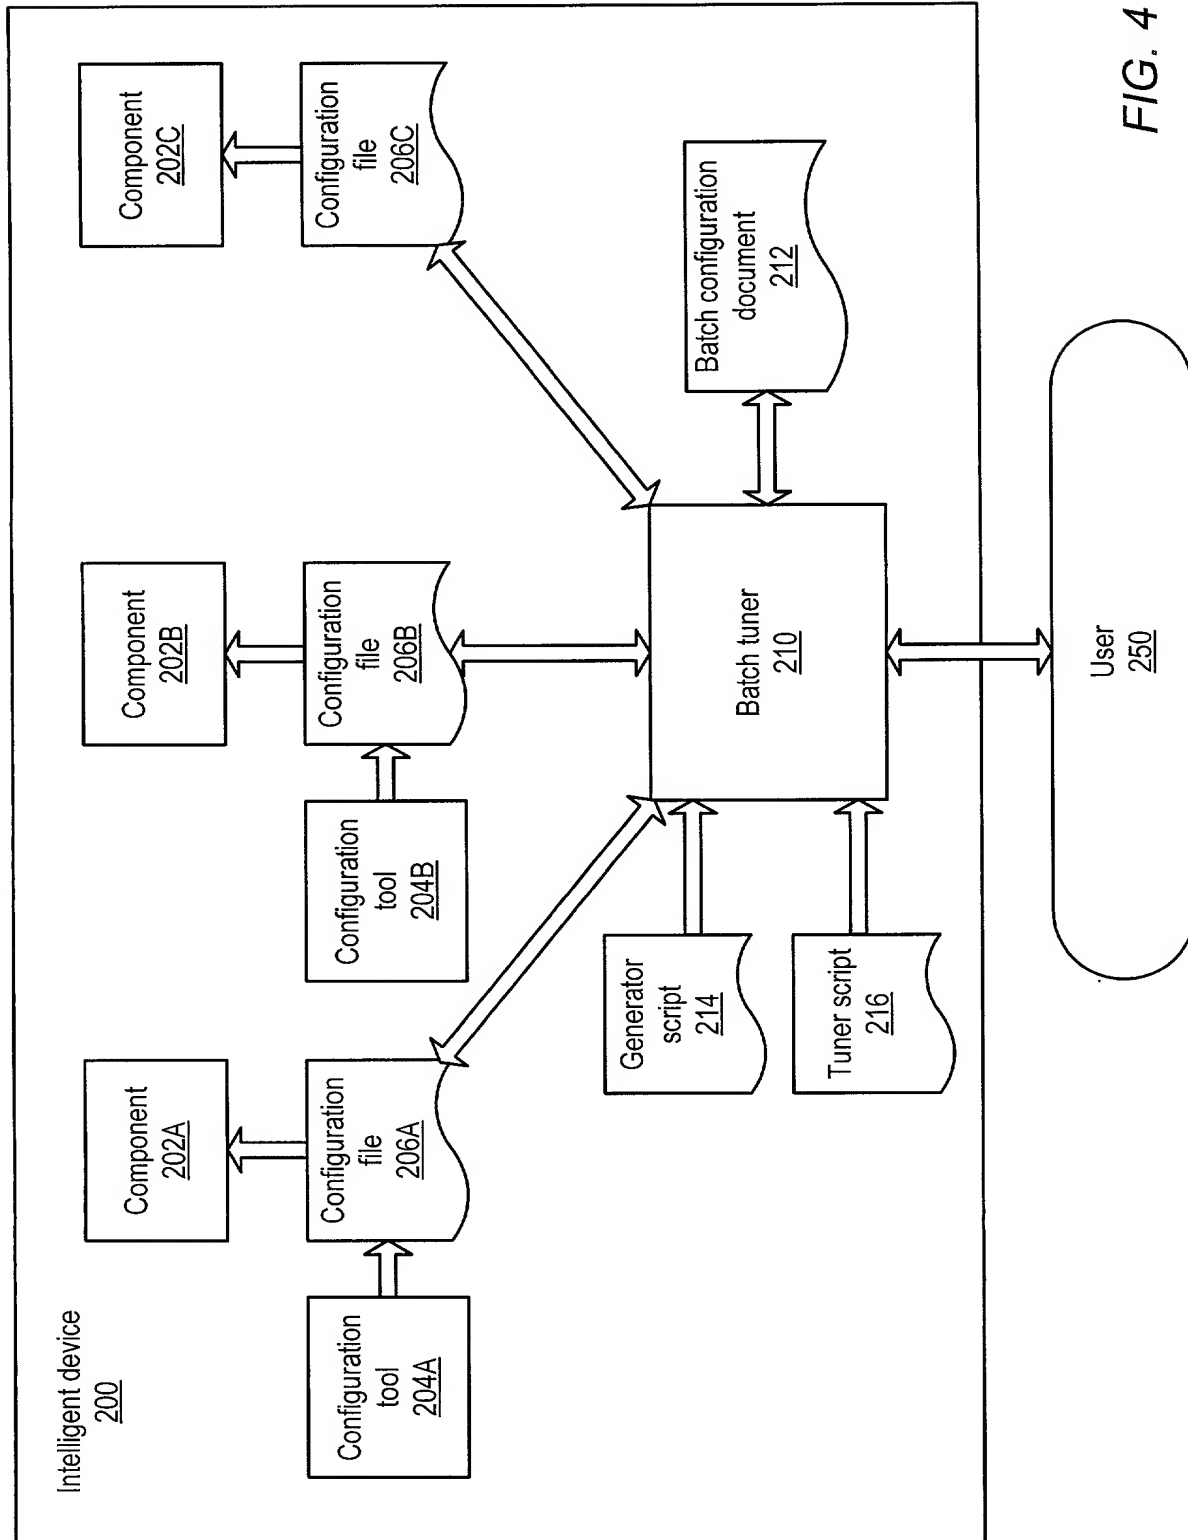 Intelligent device
200
Component
202A
Component
202B
Component
202C
Configuration
tool
204A
Configuration
file
206A
Configuration
tool
204B
Configuration
file
206B
Configuration
file
206C
Generator
script
214
Tuner script
216
Batch tuner
210
Batch configuration
document
212
User
250
FIG. 4